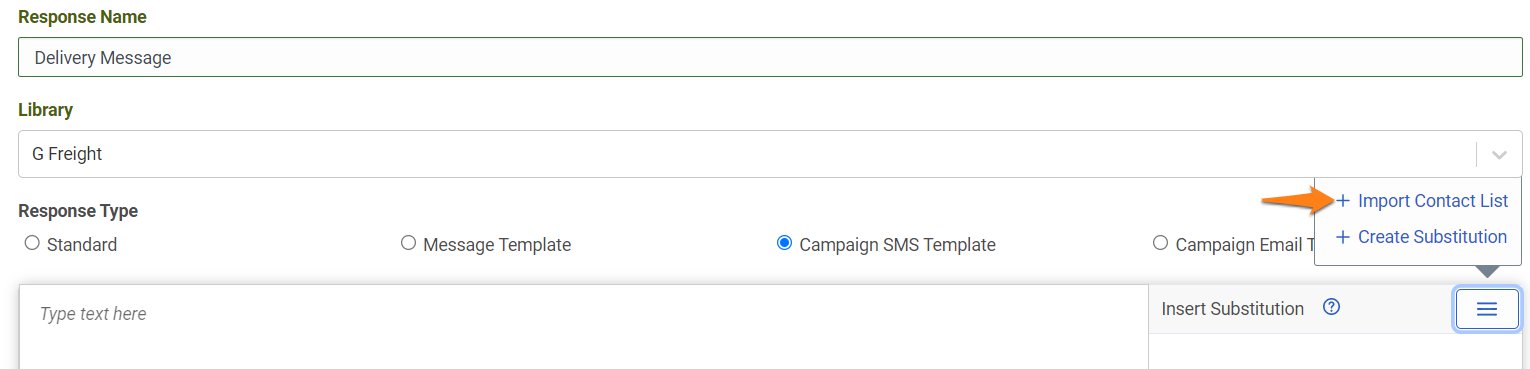 Response Name
Delivery Message
Library
G Freight
+ Import Contact List
Response Type
+ Create Substitution
Standard
Message Template
Campaign SMS Template
Campaign Email T
Type text here
Insert Substitution ?